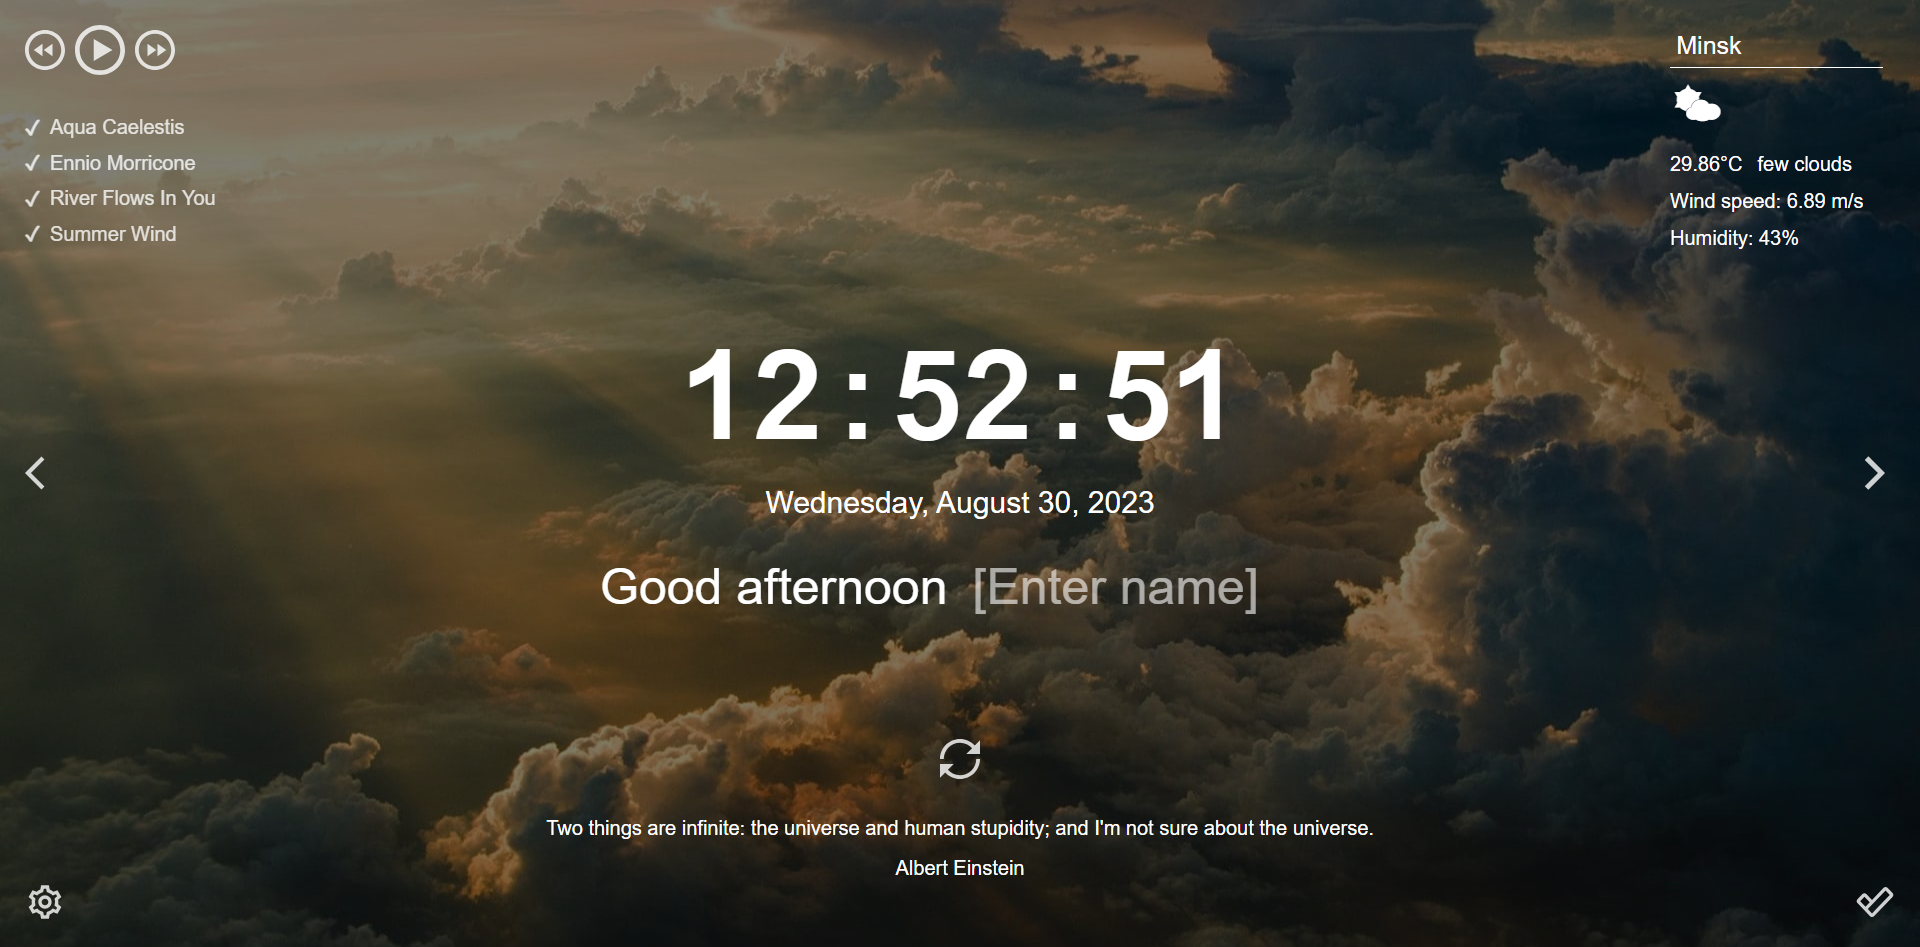 Aqua Caelestis
Ennio Morricone
River Flows In You
Summer Wind
Minsk
29.86°C few clouds
Wind speed: 6.89 m/s
Humidity: 43%
12:52:51
Wednesday, August 30, 2023
Good afternoon [Enter name]
Two things are infinite: the universe and human stupidity; and I'm not sure about the universe.
Albert Einstein